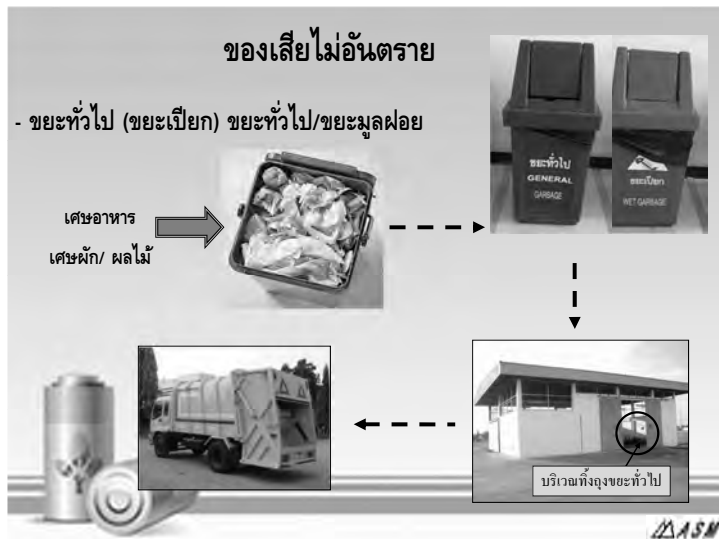 ของเสียไม่อันตราย
- ขยะทั่วไป (ขยะเปียก) ขยะทั่วไป/ขยะมูลฝอย
เศษอาหาร
เศษผัก/ ผลไม้
ขยะทั่วไป
GENERAL
GARBAGE
ขยะเปียก
WET GARBAGE
บริเวณทิ้งถุงขยะทั่วไป
ASM